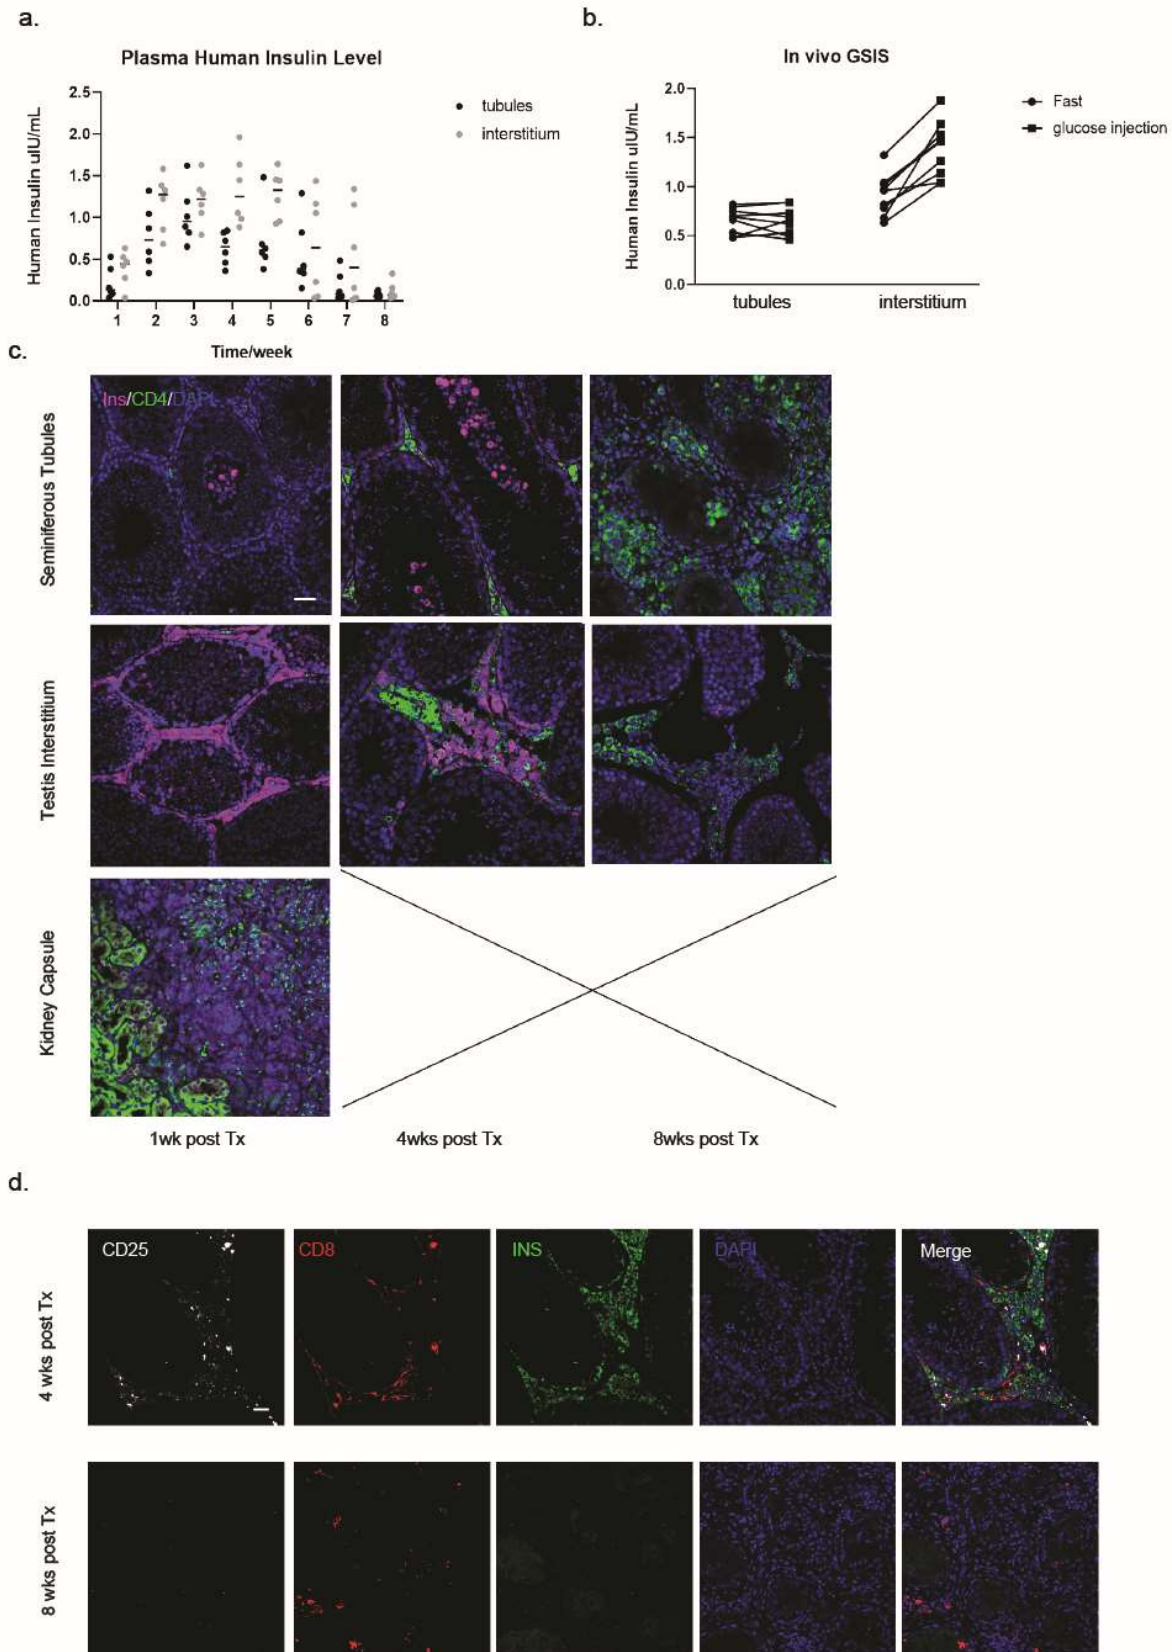 a.
Plasma Human Insulin Level
Human Insulin uIU/mL
2.5
2.0
1.5
1.0
0.5
0.0
1 2 3 4 5 6 7 8
Time/week
tubules
interstitium
b.
In vivo GSIS
Human Insulin uIU/mL
2.0
1.5
1.0
0.5
0.0
tubules interstitium
Fast
glucose injection
c.
Seminiferous Tubules
Ins/CD4/DAPI
Testis Interstitium
Kidney Capsule
1wk post Tx 4wks post Tx 8wks post Tx
d.
4 wks post Tx
CD25 CD8 INS DAPI Merge
8 wks post Tx